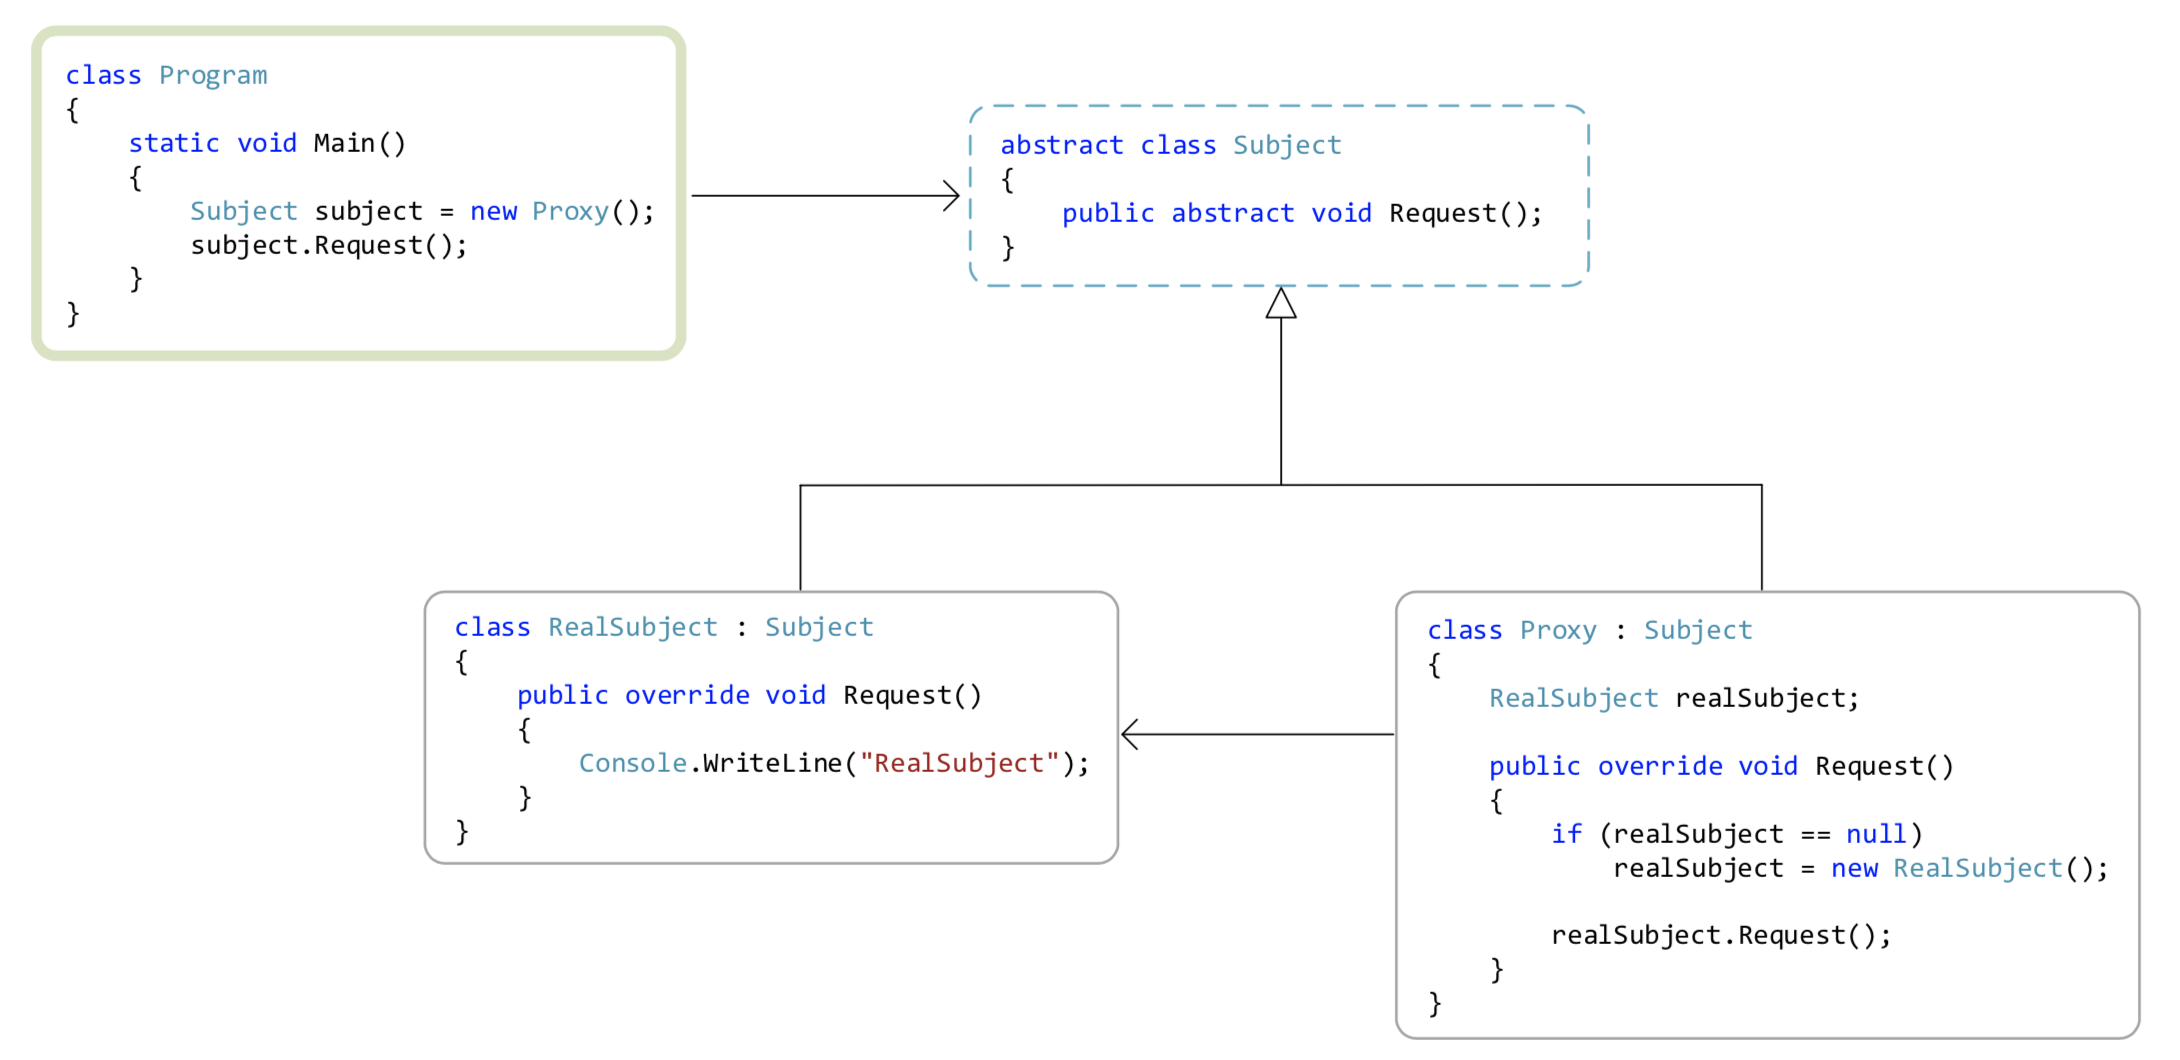 class Program
{
    static void Main()
    {
        Subject subject = new Proxy();
        subject.Request();
    }
}
abstract class Subject
{
    public abstract void Request();
}
class RealSubject : Subject
{
    public override void Request()
    {
        Console.WriteLine("RealSubject");
    }
}
class Proxy : Subject
{
    RealSubject realSubject;
    public override void Request()
    {
        if (realSubject == null)
            realSubject = new RealSubject();
        realSubject.Request();
    }
}